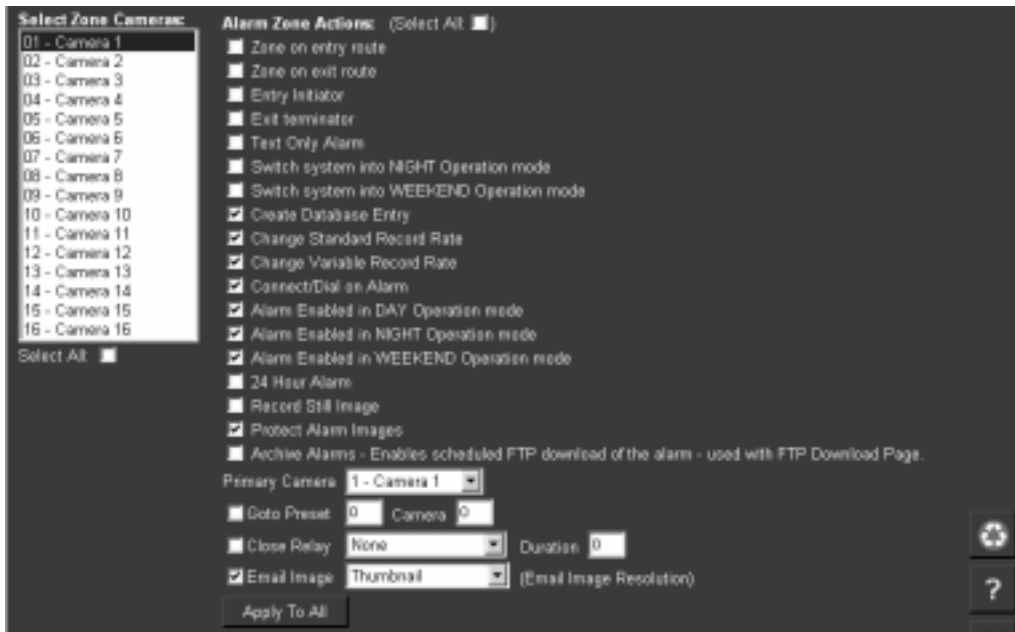 Select Zone Cameras:
01 - Camera 1
02 - Camera 2
03 - Camera 3
04 - Camera 4
05 - Camera 5
06 - Camera 6
07 - Camera 7
08 - Camera 8
09 - Camera 9
10 - Camera 10
11 - Camera 11
12 - Camera 12
13 - Camera 13
14 - Camera 14
15 - Camera 15
16 - Camera 16
Select All:
Alarm Zone Actions: (Select All: )
Zone on entry route
Zone on exit route
Entry Initiator
Exit terminator
Text Only Alarm
Switch system into NIGHT Operation mode
Switch system into WEEKEND Operation mode
Create Database Entry
Change Standard Record Rate
Change Variable Record Rate
Connect/Dial on Alarm
Alarm Enabled in DAY Operation mode
Alarm Enabled in NIGHT Operation mode
Alarm Enabled in WEEKEND Operation mode
24 Hour Alarm
Record Still Image
Protect Alarm Images
Archive Alarms - Enables scheduled FTP download of the alarm - used with FTP Download Page.
Primary Camera 1 - Camera 1
Goto Preset 0 Camera 0
Close Relay None Duration 0
Email Image Thumbnail (Email Image Resolution)
Apply To All
?